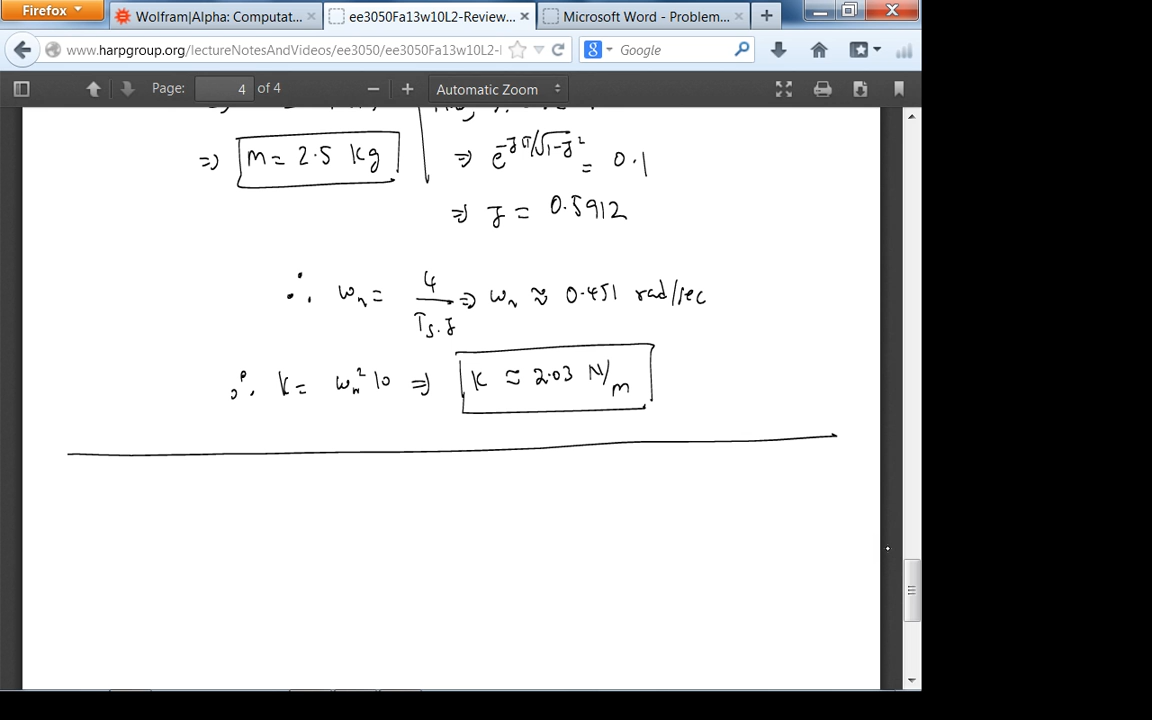 Firefox
Wolfram|Alpha: Computat...
ee3050Fa13w10L2-Review...
Microsoft Word - Problem...
www.harpgroup.org/lectureNotesAndVideos/ee3050/ee3050Fa13w10L2-
Google
Page: 4 of 4
Automatic Zoom
⇒ m = 2.5 kg
⇒ e^(-ζπ/√(1-ζ²)) = 0.1
⇒ ζ = 0.5912
∴ ωn = 4/(Ts.ζ) ⇒ ωn ≈ 0.451 rad/sec
∴ K = ωn² 10 ⇒ K ≈ 2.03 N/m